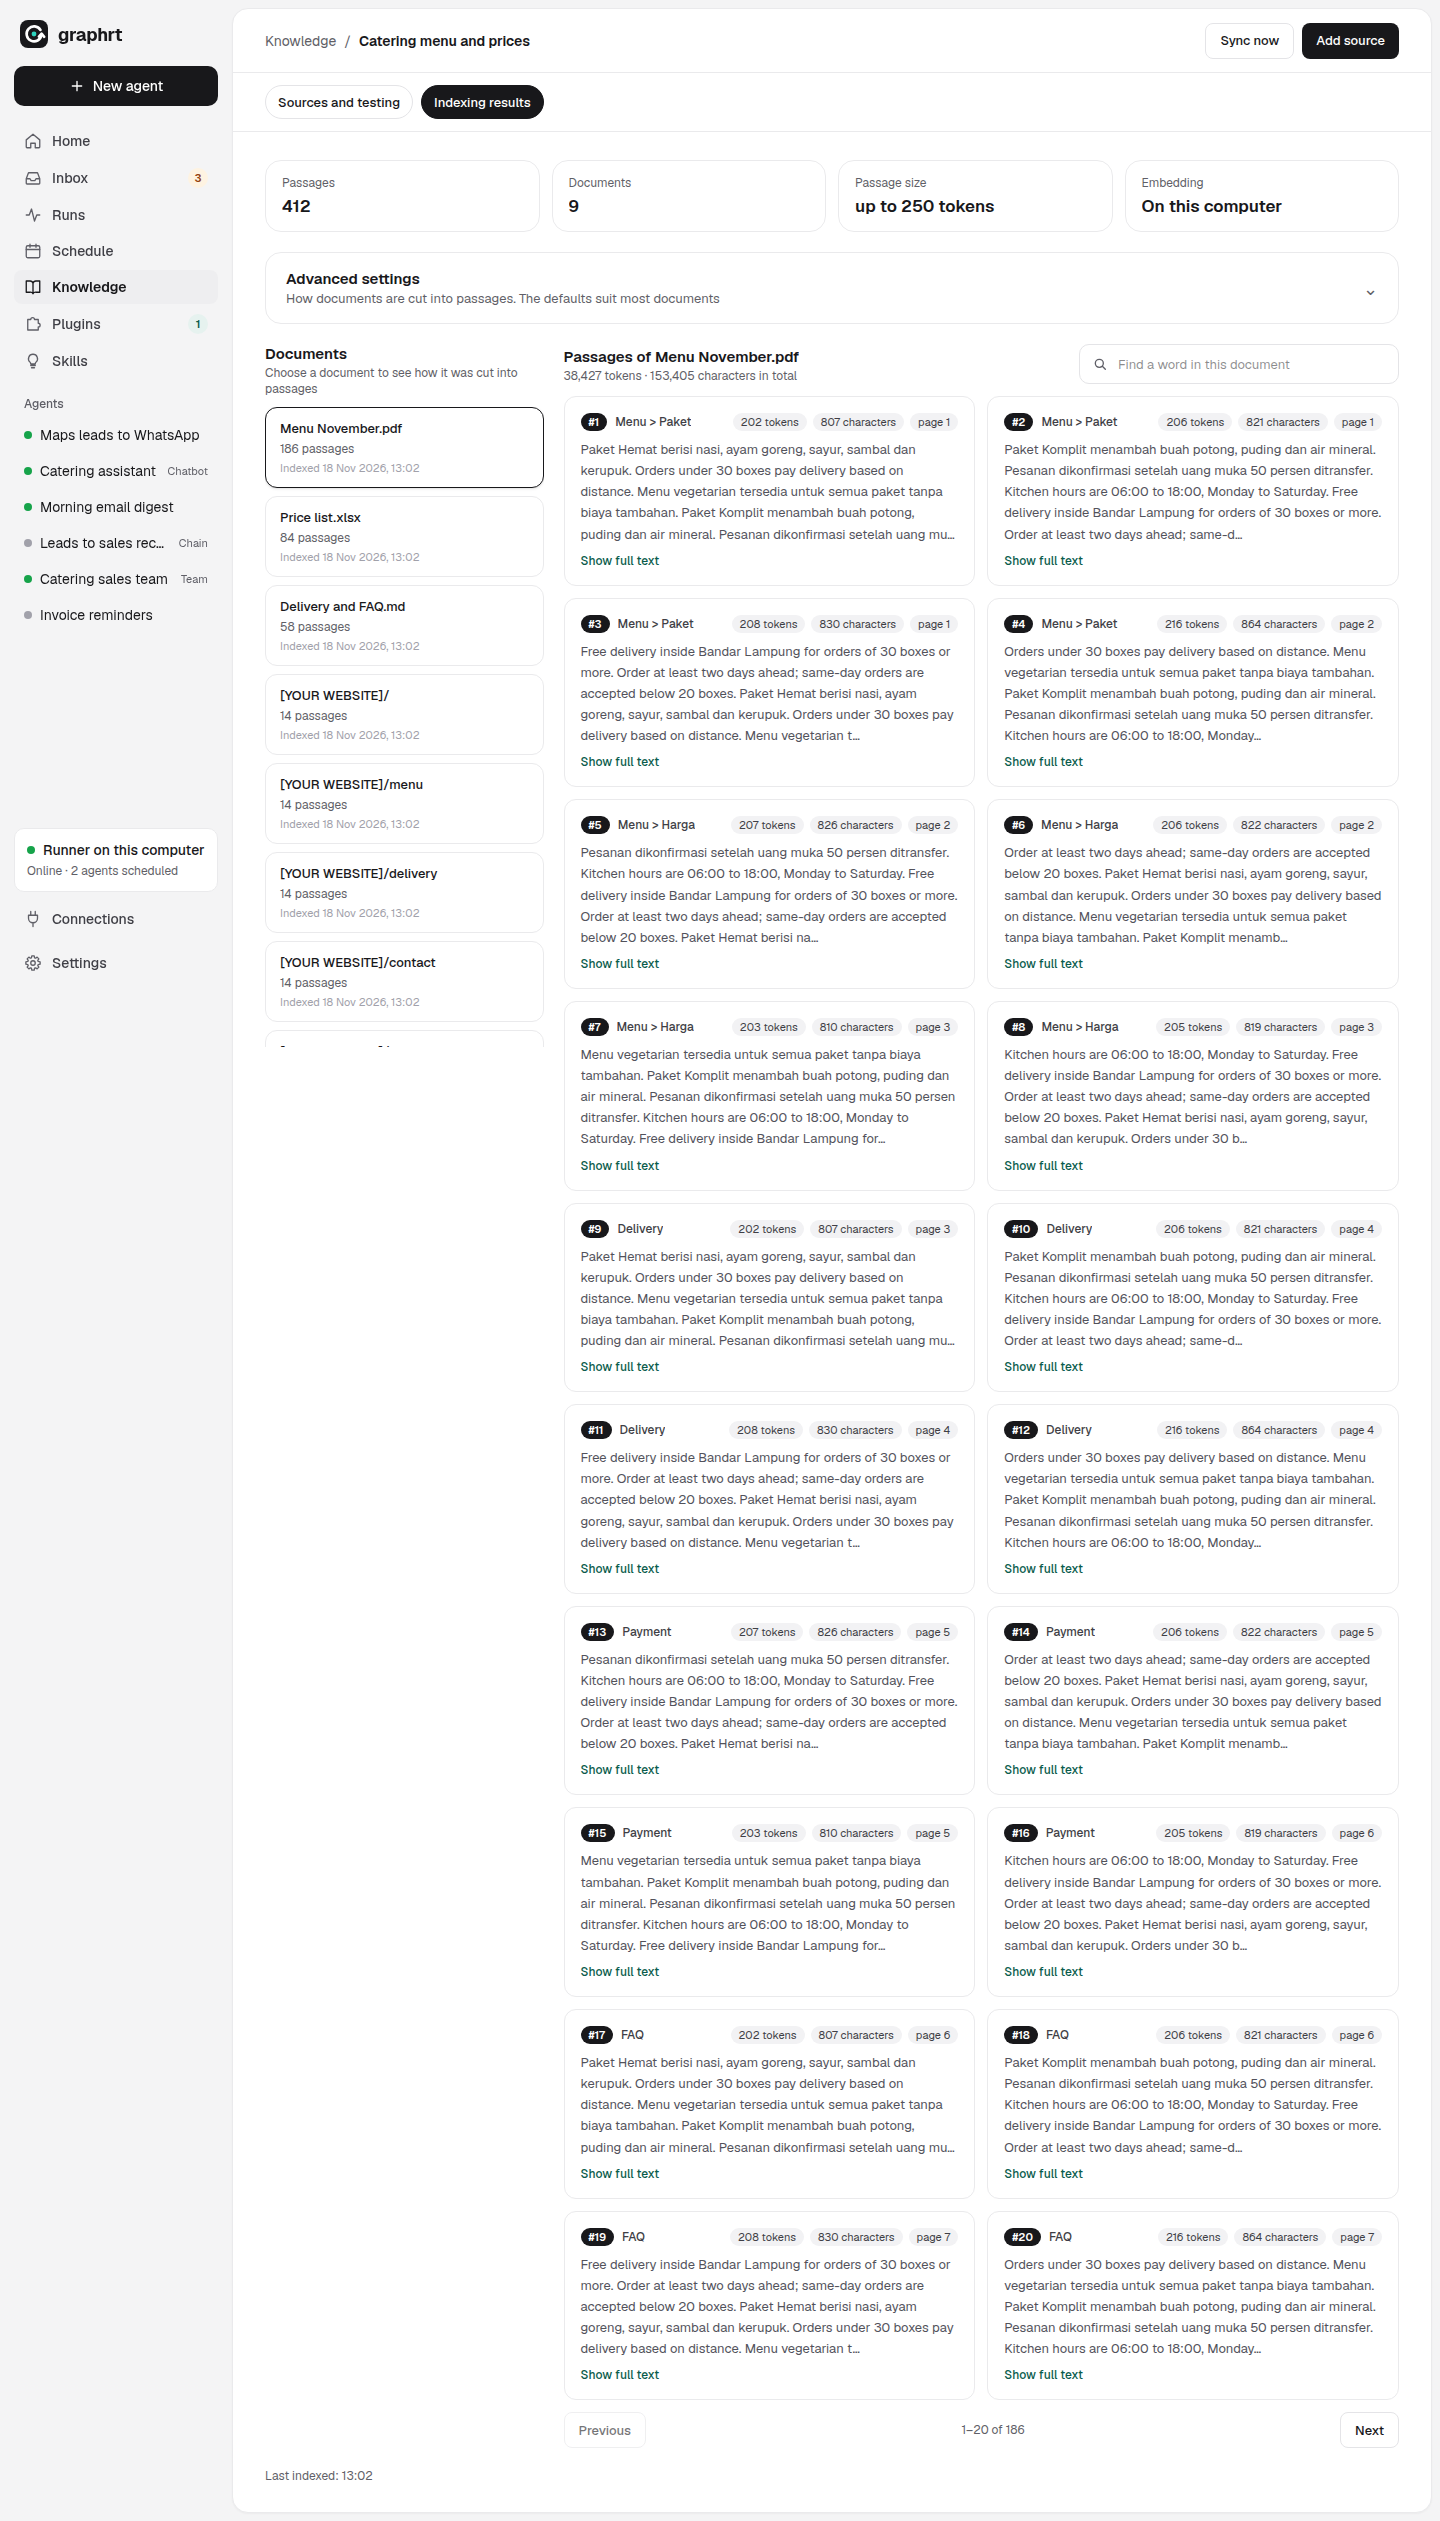 graphrt
New agent
Home
Inbox 3
Runs
Schedule
Knowledge
Plugins 1
Skills
Agents
Maps leads to WhatsApp
Catering assistant Chatbot
Morning email digest
Leads to sales rec... Chain
Catering sales team Team
Invoice reminders
Runner on this computer
Online · 2 agents scheduled
Connections
Settings
Knowledge / Catering menu and prices
Sync now
Add source
Sources and testing
Indexing results
Passages
412
Documents
9
Passage size
up to 250 tokens
Embedding
On this computer
Advanced settings
How documents are cut into passages. The defaults suit most documents
Documents
Choose a document to see how it was cut into
passages
Menu November.pdf
186 passages
Indexed 18 Nov 2026, 13:02
Price list.xlsx
84 passages
Indexed 18 Nov 2026, 13:02
Delivery and FAQ.md
58 passages
Indexed 18 Nov 2026, 13:02
[YOUR WEBSITE]/
14 passages
Indexed 18 Nov 2026, 13:02
[YOUR WEBSITE]/menu
14 passages
Indexed 18 Nov 2026, 13:02
[YOUR WEBSITE]/delivery
14 passages
Indexed 18 Nov 2026, 13:02
[YOUR WEBSITE]/contact
14 passages
Indexed 18 Nov 2026, 13:02
Passages of Menu November.pdf
38,427 tokens · 153,405 characters in total
Find a word in this document
#1 Menu > Paket 202 tokens 807 characters page 1
Paket Hemat berisi nasi, ayam goreng, sayur, sambal dan
kerupuk. Orders under 30 boxes pay delivery based on
distance. Menu vegetarian tersedia untuk semua paket tanpa
biaya tambahan. Paket Komplit menambah buah potong,
puding dan air mineral. Pesanan dikonfirmasi setelah uang mu...
Show full text
#2 Menu > Paket 206 tokens 821 characters page 1
Paket Komplit menambah buah potong, puding dan air mineral.
Pesanan dikonfirmasi setelah uang muka 50 persen ditransfer.
Kitchen hours are 06:00 to 18:00, Monday to Saturday. Free
delivery inside Bandar Lampung for orders of 30 boxes or more.
Order at least two days ahead; same-d...
Show full text
#3 Menu > Paket 208 tokens 830 characters page 1
Free delivery inside Bandar Lampung for orders of 30 boxes or
more. Order at least two days ahead; same-day orders are
accepted below 20 boxes. Paket Hemat berisi nasi, ayam
goreng, sayur, sambal dan kerupuk. Orders under 30 boxes pay
delivery based on distance. Menu vegetarian t...
Show full text
#4 Menu > Paket 216 tokens 864 characters page 2
Orders under 30 boxes pay delivery based on distance. Menu
vegetarian tersedia untuk semua paket tanpa biaya tambahan.
Paket Komplit menambah buah potong, puding dan air mineral.
Pesanan dikonfirmasi setelah uang muka 50 persen ditransfer.
Kitchen hours are 06:00 to 18:00, Monday...
Show full text
#5 Menu > Harga 207 tokens 826 characters page 2
Pesanan dikonfirmasi setelah uang muka 50 persen ditransfer.
Kitchen hours are 06:00 to 18:00, Monday to Saturday. Free
delivery inside Bandar Lampung for orders of 30 boxes or more.
Order at least two days ahead; same-day orders are accepted
below 20 boxes. Paket Hemat berisi na...
Show full text
#6 Menu > Harga 206 tokens 822 characters page 2
Order at least two days ahead; same-day orders are accepted
below 20 boxes. Paket Hemat berisi nasi, ayam goreng, sayur,
sambal dan kerupuk. Orders under 30 boxes pay delivery based
on distance. Menu vegetarian tersedia untuk semua paket
tanpa biaya tambahan. Paket Komplit menamb...
Show full text
#7 Menu > Harga 203 tokens 810 characters page 3
Menu vegetarian tersedia untuk semua paket tanpa biaya
tambahan. Paket Komplit menambah buah potong, puding dan
air mineral. Pesanan dikonfirmasi setelah uang muka 50 persen
ditransfer. Kitchen hours are 06:00 to 18:00, Monday to
Saturday. Free delivery inside Bandar Lampung for...
Show full text
#8 Menu > Harga 205 tokens 819 characters page 3
Kitchen hours are 06:00 to 18:00, Monday to Saturday. Free
delivery inside Bandar Lampung for orders of 30 boxes or more.
Order at least two days ahead; same-day orders are accepted
below 20 boxes. Paket Hemat berisi nasi, ayam goreng, sayur,
sambal dan kerupuk. Orders under 30 b...
Show full text
#9 Delivery 202 tokens 807 characters page 3
Paket Hemat berisi nasi, ayam goreng, sayur, sambal dan
kerupuk. Orders under 30 boxes pay delivery based on
distance. Menu vegetarian tersedia untuk semua paket tanpa
biaya tambahan. Paket Komplit menambah buah potong,
puding dan air mineral. Pesanan dikonfirmasi setelah uang mu...
Show full text
#10 Delivery 206 tokens 821 characters page 4
Paket Komplit menambah buah potong, puding dan air mineral.
Pesanan dikonfirmasi setelah uang muka 50 persen ditransfer.
Kitchen hours are 06:00 to 18:00, Monday to Saturday. Free
delivery inside Bandar Lampung for orders of 30 boxes or more.
Order at least two days ahead; same-d...
Show full text
#11 Delivery 208 tokens 830 characters page 4
Free delivery inside Bandar Lampung for orders of 30 boxes or
more. Order at least two days ahead; same-day orders are
accepted below 20 boxes. Paket Hemat berisi nasi, ayam
goreng, sayur, sambal dan kerupuk. Orders under 30 boxes pay
delivery based on distance. Menu vegetarian t...
Show full text
#12 Delivery 216 tokens 864 characters page 4
Orders under 30 boxes pay delivery based on distance. Menu
vegetarian tersedia untuk semua paket tanpa biaya tambahan.
Paket Komplit menambah buah potong, puding dan air mineral.
Pesanan dikonfirmasi setelah uang muka 50 persen ditransfer.
Kitchen hours are 06:00 to 18:00, Monday...
Show full text
#13 Payment 207 tokens 826 characters page 5
Pesanan dikonfirmasi setelah uang muka 50 persen ditransfer.
Kitchen hours are 06:00 to 18:00, Monday to Saturday. Free
delivery inside Bandar Lampung for orders of 30 boxes or more.
Order at least two days ahead; same-day orders are accepted
below 20 boxes. Paket Hemat berisi na...
Show full text
#14 Payment 206 tokens 822 characters page 5
Order at least two days ahead; same-day orders are accepted
below 20 boxes. Paket Hemat berisi nasi, ayam goreng, sayur,
sambal dan kerupuk. Orders under 30 boxes pay delivery based
on distance. Menu vegetarian tersedia untuk semua paket
tanpa biaya tambahan. Paket Komplit menamb...
Show full text
#15 Payment 203 tokens 810 characters page 5
Menu vegetarian tersedia untuk semua paket tanpa biaya
tambahan. Paket Komplit menambah buah potong, puding dan
air mineral. Pesanan dikonfirmasi setelah uang muka 50 persen
ditransfer. Kitchen hours are 06:00 to 18:00, Monday to
Saturday. Free delivery inside Bandar Lampung for...
Show full text
#16 Payment 205 tokens 819 characters page 6
Kitchen hours are 06:00 to 18:00, Monday to Saturday. Free
delivery inside Bandar Lampung for orders of 30 boxes or more.
Order at least two days ahead; same-day orders are accepted
below 20 boxes. Paket Hemat berisi nasi, ayam goreng, sayur,
sambal dan kerupuk. Orders under 30 b...
Show full text
#17 FAQ 202 tokens 807 characters page 6
Paket Hemat berisi nasi, ayam goreng, sayur, sambal dan
kerupuk. Orders under 30 boxes pay delivery based on
distance. Menu vegetarian tersedia untuk semua paket tanpa
biaya tambahan. Paket Komplit menambah buah potong,
puding dan air mineral. Pesanan dikonfirmasi setelah uang mu...
Show full text
#18 FAQ 206 tokens 821 characters page 6
Paket Komplit menambah buah potong, puding dan air mineral.
Pesanan dikonfirmasi setelah uang muka 50 persen ditransfer.
Kitchen hours are 06:00 to 18:00, Monday to Saturday. Free
delivery inside Bandar Lampung for orders of 30 boxes or more.
Order at least two days ahead; same-d...
Show full text
#19 FAQ 208 tokens 830 characters page 7
Free delivery inside Bandar Lampung for orders of 30 boxes or
more. Order at least two days ahead; same-day orders are
accepted below 20 boxes. Paket Hemat berisi nasi, ayam
goreng, sayur, sambal dan kerupuk. Orders under 30 boxes pay
delivery based on distance. Menu vegetarian t...
Show full text
#20 FAQ 216 tokens 864 characters page 7
Orders under 30 boxes pay delivery based on distance. Menu
vegetarian tersedia untuk semua paket tanpa biaya tambahan.
Paket Komplit menambah buah potong, puding dan air mineral.
Pesanan dikonfirmasi setelah uang muka 50 persen ditransfer.
Kitchen hours are 06:00 to 18:00, Monday...
Show full text
Previous
1–20 of 186
Next
Last indexed: 13:02